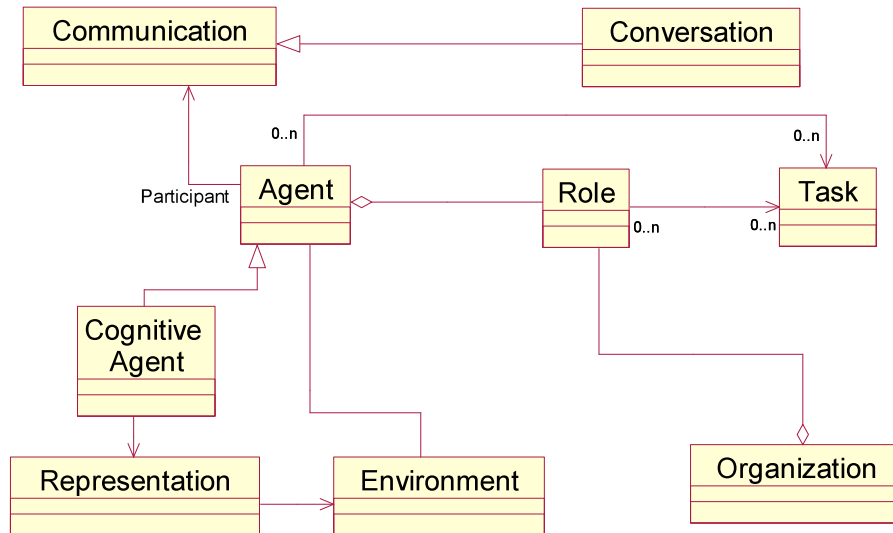 Communication
Conversation
0..n
0..n
Participant
Agent
Role
Task
0..n
0..n
Cognitive
Agent
Representation
Environment
Organization